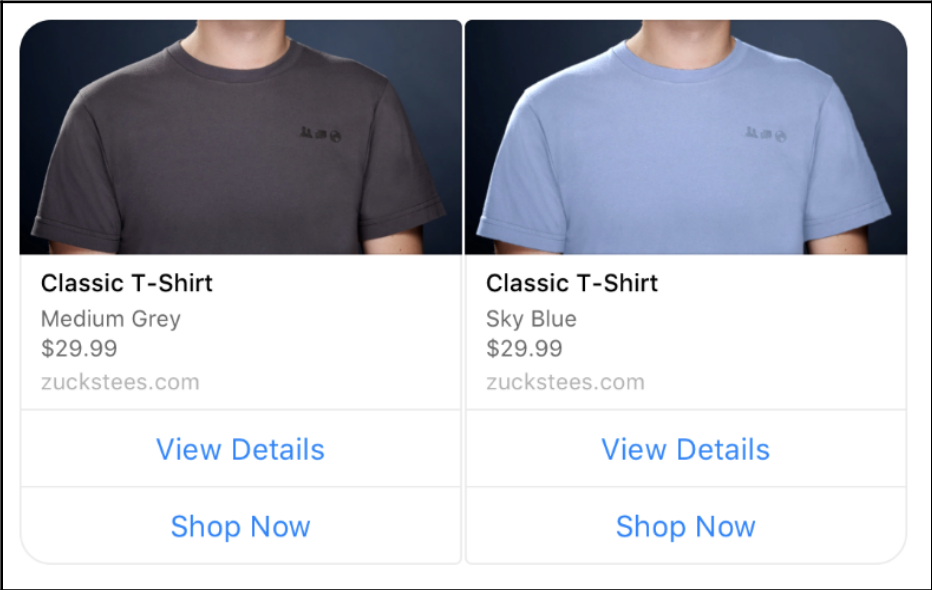 Classic T-Shirt
Medium Grey
$29.99
zuckstees.com
View Details
Shop Now
Classic T-Shirt
Sky Blue
$29.99
zuckstees.com
View Details
Shop Now